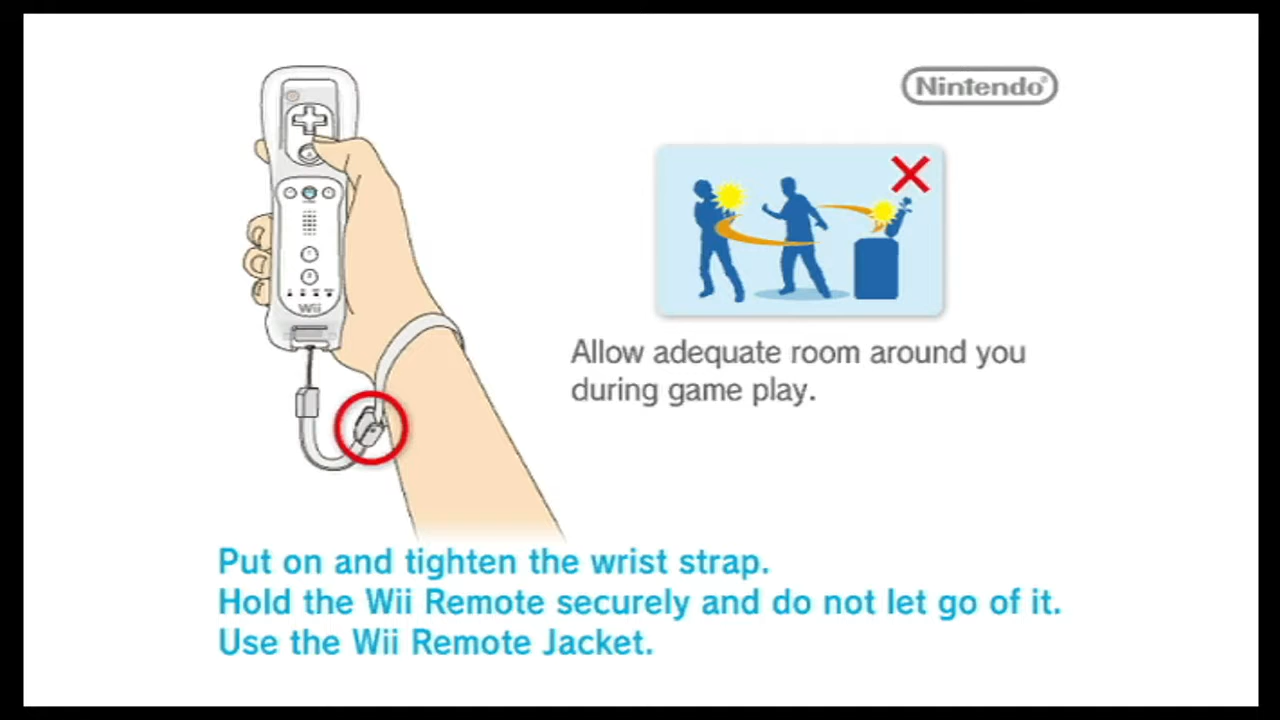 Nintendo®
Wii
Allow adequate room around you
during game play.
Put on and tighten the wrist strap.
Hold the Wii Remote securely and do not let go of it.
Use the Wii Remote Jacket.